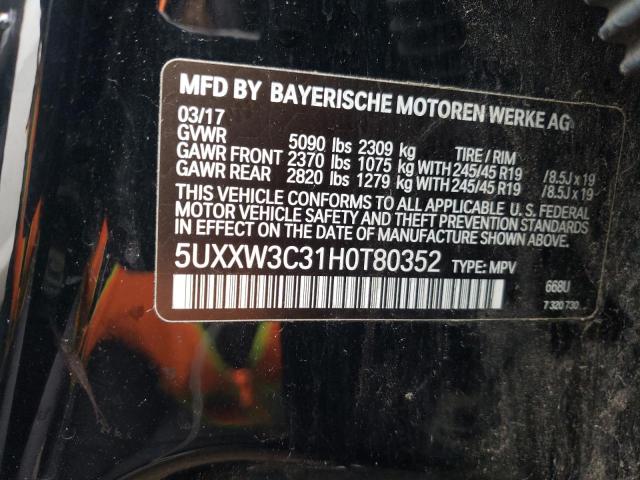 MFD BY BAYERISCHE MOTOREN WERKE AG
03/17
GVWR 5090 lbs 2309 kg TIRE / RIM
GAWR FRONT 2370 lbs 1075 kg WITH 245/45 R19 /8.5J x 19
GAWR REAR 2820 lbs 1279 kg WITH 245/45 R19 /8.5J x 19
THIS VEHICLE CONFORMS TO ALL APPLICABLE U. S. FEDERAL
MOTOR VEHICLE SAFETY AND THEFT PREVENTION STANDARDS
IN EFFECT ON THE DATE OF MANUFACTURE SHOWN ABOVE.
5UXXW3C31H0T80352 TYPE: MPV
668U
7 320 730